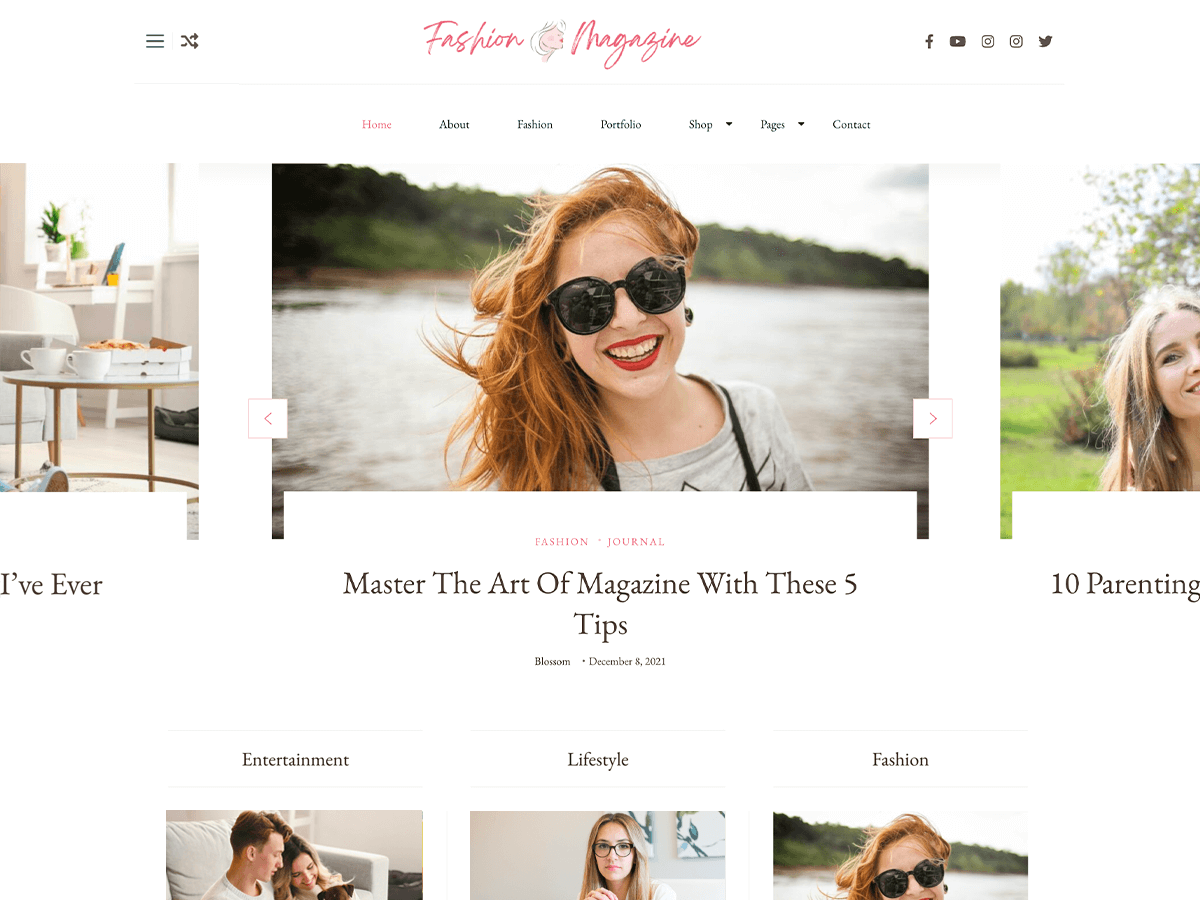 Fashion Magazine
Home About Fashion Portfolio Shop Pages Contact
FASHION · JOURNAL
I’ve Ever
Master The Art Of Magazine With These 5
Tips
10 Parenting
Blossom · December 8, 2021
Entertainment Lifestyle Fashion